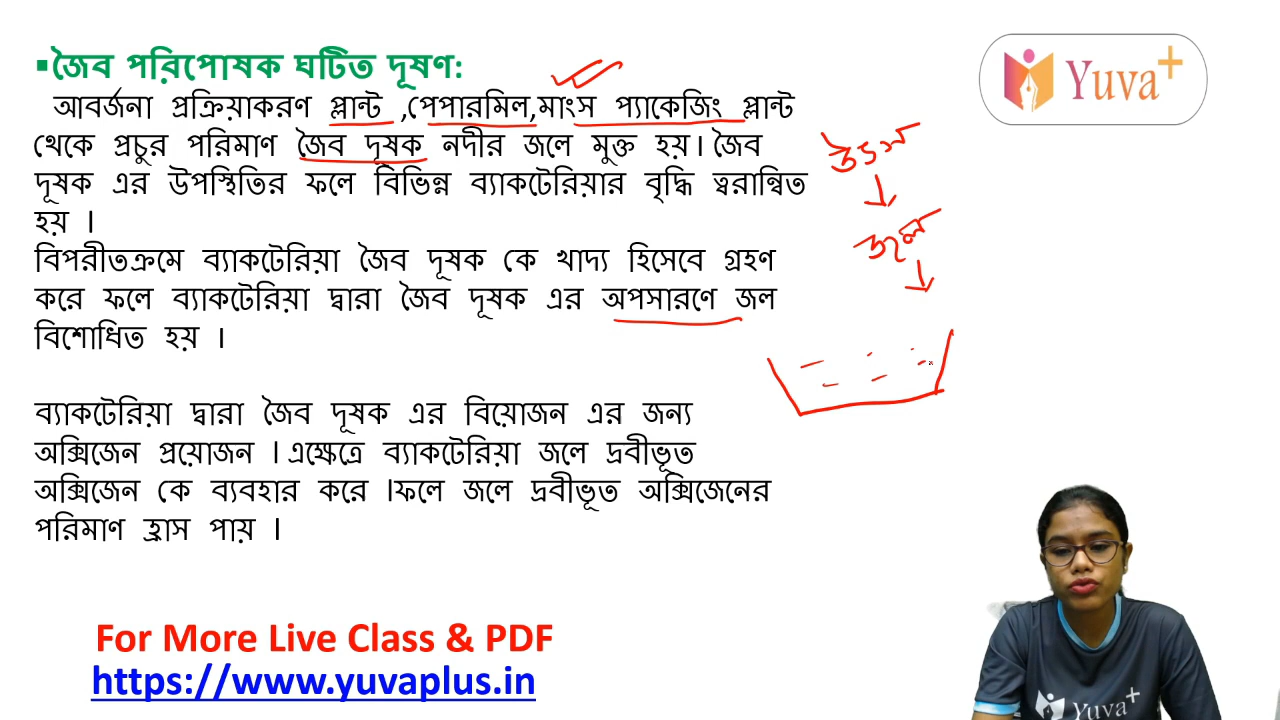 ▪জৈব পরিপোষক ঘটিত দূষণ:
আবর্জনা প্রক্রিয়াকরণ প্লান্ট ,পেপারমিল,মাংস প্যাকেজিং প্লান্ট
থেকে প্রচুর পরিমাণ জৈব দূষক নদীর জলে মুক্ত হয়। জৈব
দূষক এর উপস্থিতির ফলে বিভিন্ন ব্যাকটেরিয়ার বৃদ্ধি ত্বরান্বিত
হয় ।
বিপরীতক্রমে ব্যাকটেরিয়া জৈব দূষক কে খাদ্য হিসেবে গ্রহণ
করে ফলে ব্যাকটেরিয়া দ্বারা জৈব দূষক এর অপসারণে জল
বিশোধিত হয় ।
ব্যাকটেরিয়া দ্বারা জৈব দূষক এর বিয়োজন এর জন্য
অক্সিজেন প্রয়োজন । এক্ষেত্রে ব্যাকটেরিয়া জলে দ্রবীভূত
অক্সিজেন কে ব্যবহার করে ।ফলে জলে দ্রবীভূত অক্সিজেনের
পরিমাণ হ্রাস পায় ।
For More Live Class & PDF
https://www.yuvaplus.in
Yuva+
উৎস
জল
Yuva+